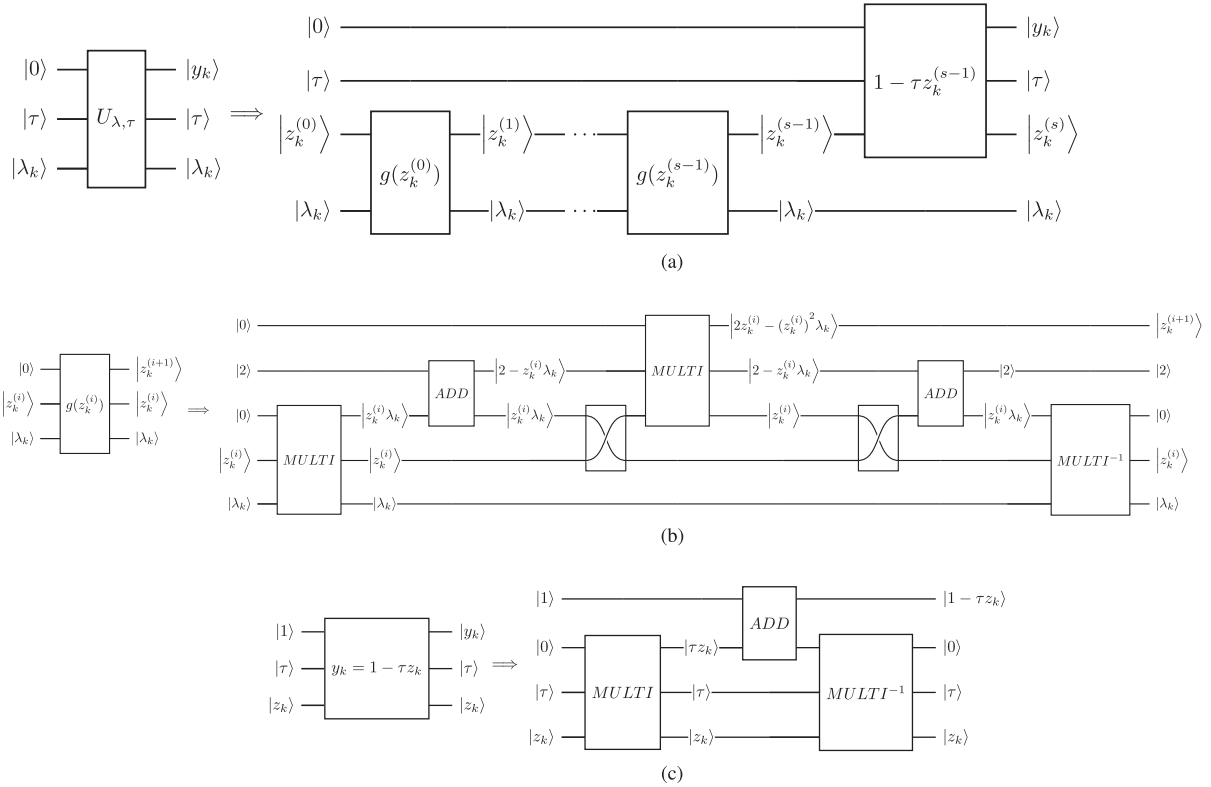 |0⟩ |y_k⟩
|τ⟩ U_{λ,τ} |τ⟩
|λ_k⟩ |λ_k⟩
⟹
|0⟩ |y_k⟩
|τ⟩ 1 − τz_k^{(s−1)} |τ⟩
|z_k^{(0)}⟩ |z_k^{(1)}⟩ ··· |z_k^{(s−1)}⟩ |z_k^{(s)}⟩
g(z_k^{(0)}) g(z_k^{(s−1)})
|λ_k⟩ |λ_k⟩ ··· |λ_k⟩ |λ_k⟩
(a)
|0⟩ |z_k^{(i+1)}⟩
|z_k^{(i)}⟩ g(z_k^{(i)}) |z_k^{(i)}⟩
|λ_k⟩ |λ_k⟩
⟹
|0⟩ |2z_k^{(i)} − (z_k^{(i)})^2 λ_k⟩ |z_k^{(i+1)}⟩
|2⟩ |2 − z_k^{(i)}λ_k⟩ MULTI |2 − z_k^{(i)}λ_k⟩ |2⟩ |2⟩
ADD ADD
|0⟩ |z_k^{(i)}λ_k⟩ |z_k^{(i)}λ_k⟩ |z_k^{(i)}⟩ |z_k^{(i)}λ_k⟩ |0⟩
|z_k^{(i)}⟩ MULTI |z_k^{(i)}⟩ MULTI^{−1} |z_k^{(i)}⟩
|λ_k⟩ |λ_k⟩ |λ_k⟩
(b)
|1⟩ |y_k⟩
|τ⟩ y_k = 1 − τz_k |τ⟩
|z_k⟩ |z_k⟩
⟹
|1⟩ |1 − τz_k⟩
ADD
|0⟩ |τz_k⟩ |0⟩
|τ⟩ MULTI |τ⟩ MULTI^{−1} |τ⟩
|z_k⟩ |z_k⟩ |z_k⟩
(c)